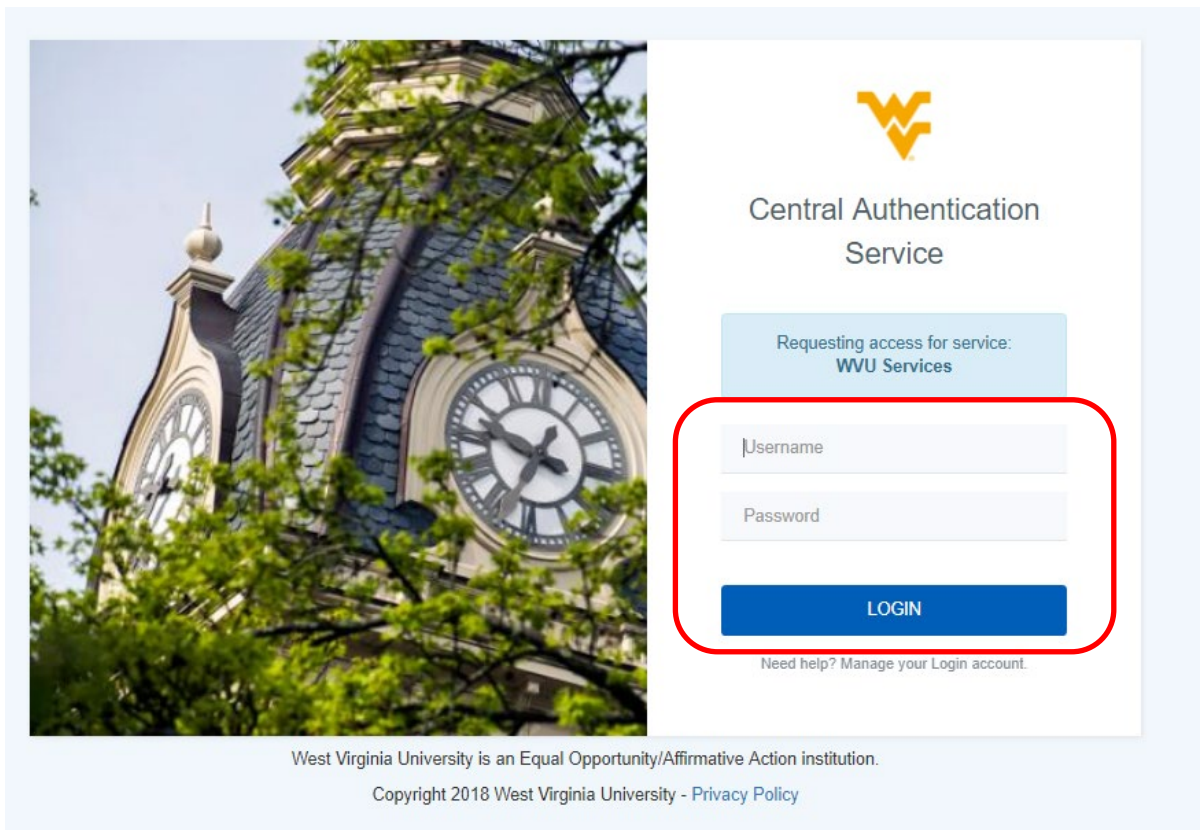 WV
Central Authentication
Service
Requesting access for service:
WVU Services
Username
Password
LOGIN
Need help? Manage your Login account.
West Virginia University is an Equal Opportunity/Affirmative Action institution.
Copyright 2018 West Virginia University - Privacy Policy